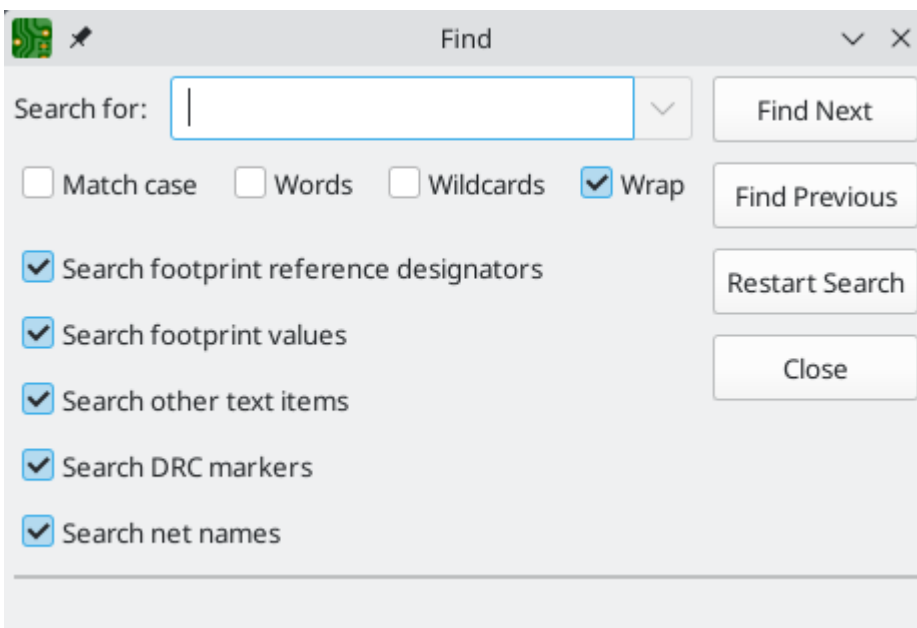 Find
Search for:
Find Next
Match case Words Wildcards Wrap
Find Previous
Search footprint reference designators
Restart Search
Search footprint values
Close
Search other text items
Search DRC markers
Search net names